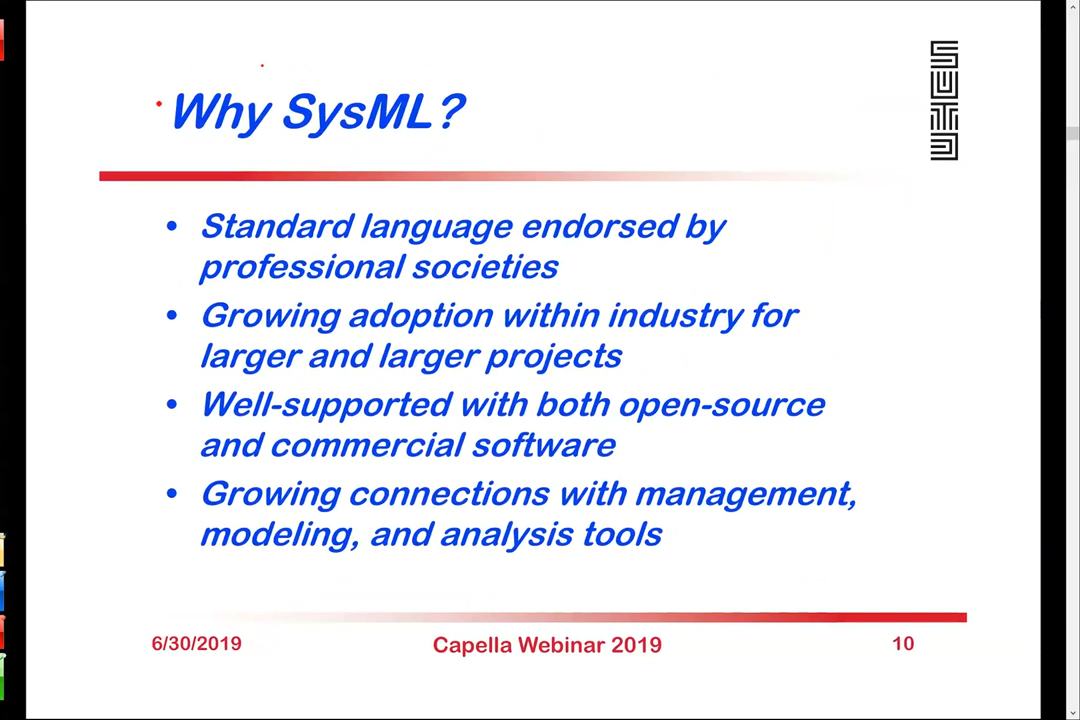 Why SysML?
• Standard language endorsed by
professional societies
• Growing adoption within industry for
larger and larger projects
• Well-supported with both open-source
and commercial software
• Growing connections with management,
modeling, and analysis tools
6/30/2019
Capella Webinar 2019
10